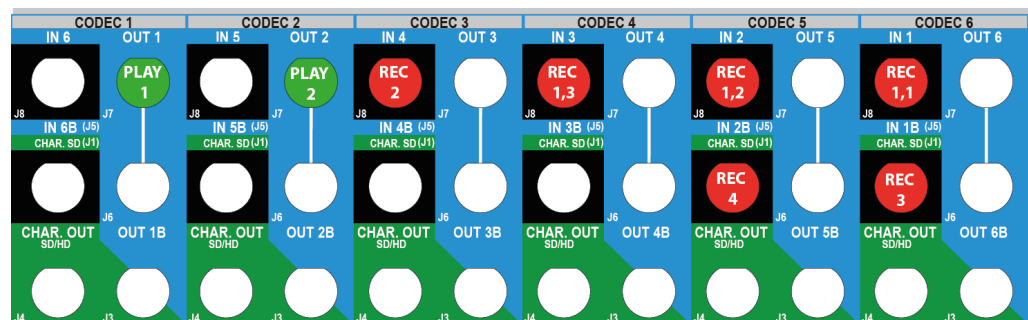 CODEC 1 CODEC 2 CODEC 3 CODEC 4 CODEC 5 CODEC 6
IN 6 OUT 1 IN 5 OUT 2 IN 4 OUT 3 IN 3 OUT 4 IN 2 OUT 5 IN 1 OUT 6
PLAY PLAY REC REC REC REC
1 2 2 1,3 1,2 1,1
J8 J7 J8 J7 J8 J7 J8 J7 J8 J7 J8 J7
IN 6B (J5) IN 5B (J5) IN 4B (J5) IN 3B (J5) IN 2B (J5) IN 1B (J5)
CHAR. SD (J1) CHAR. SD (J1) CHAR. SD (J1) CHAR. SD (J1) CHAR. SD (J1) CHAR. SD (J1)
REC REC
4 3
J6 J6 J6 J6 J6 J6
CHAR. OUT OUT 1B CHAR. OUT OUT 2B CHAR. OUT OUT 3B CHAR. OUT OUT 4B CHAR. OUT OUT 5B CHAR. OUT OUT 6B
SD/HD SD/HD SD/HD SD/HD SD/HD SD/HD
J4 J3 J4 J3 J4 J3 J4 J3 J4 J3 J4 J3